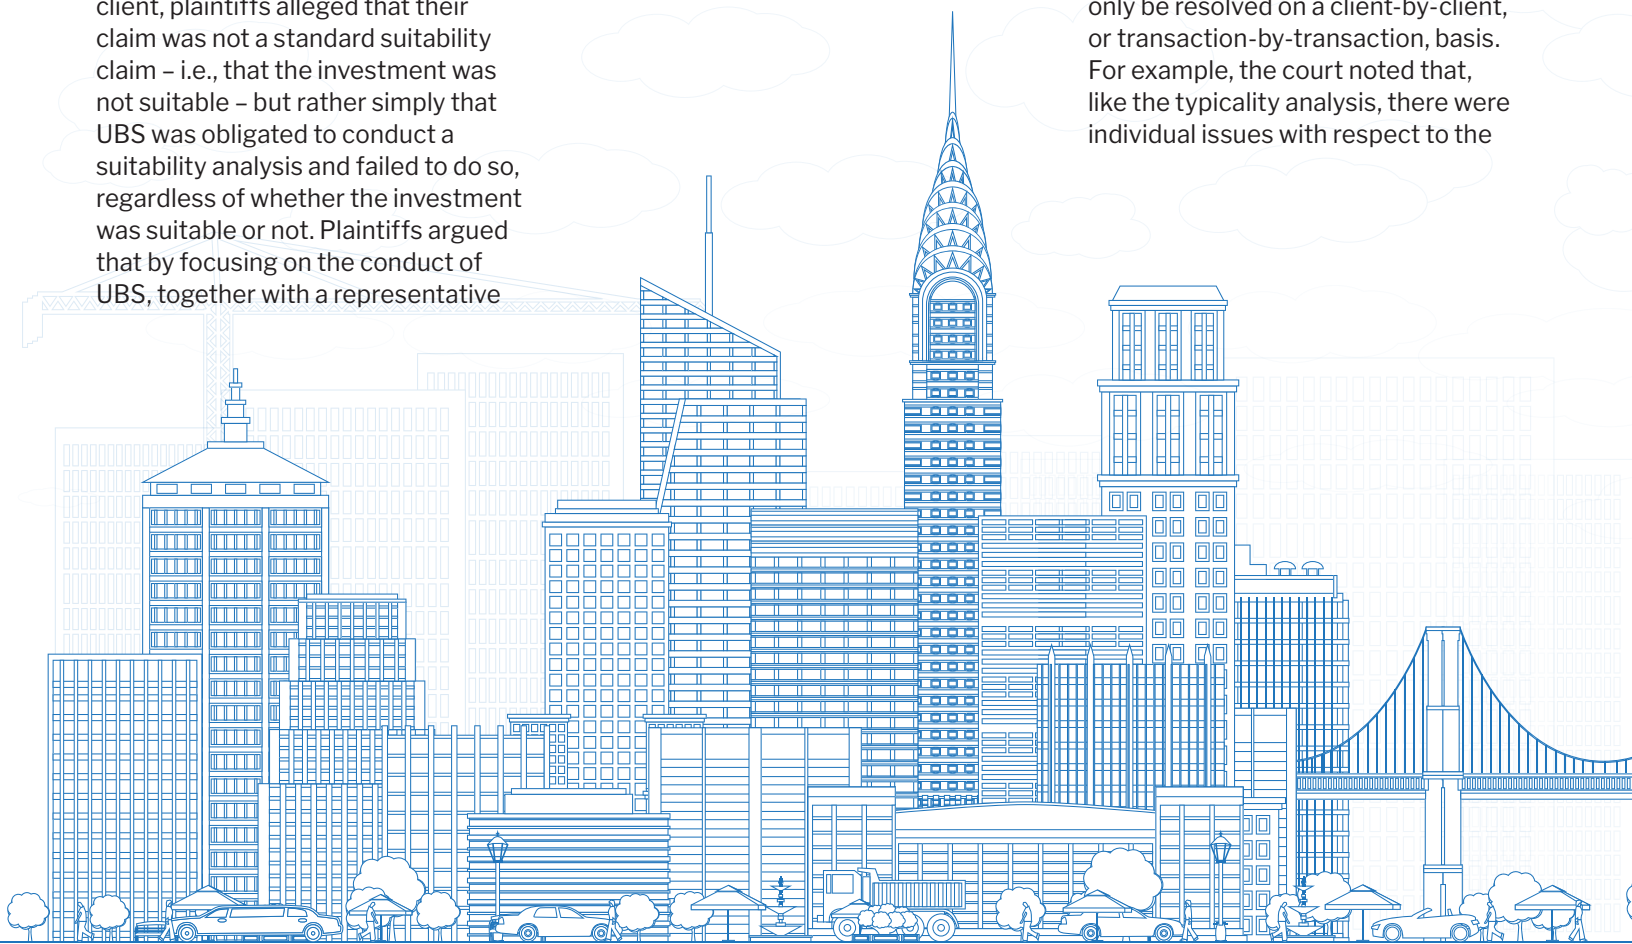 client, plaintiffs alleged that their
claim was not a standard suitability
claim – i.e., that the investment was
not suitable – but rather simply that
UBS was obligated to conduct a
suitability analysis and failed to do so,
regardless of whether the investment
was suitable or not. Plaintiffs argued
that by focusing on the conduct of
UBS, together with a representative
only be resolved on a client-by-client,
or transaction-by-transaction, basis.
For example, the court noted that,
like the typicality analysis, there were
individual issues with respect to the